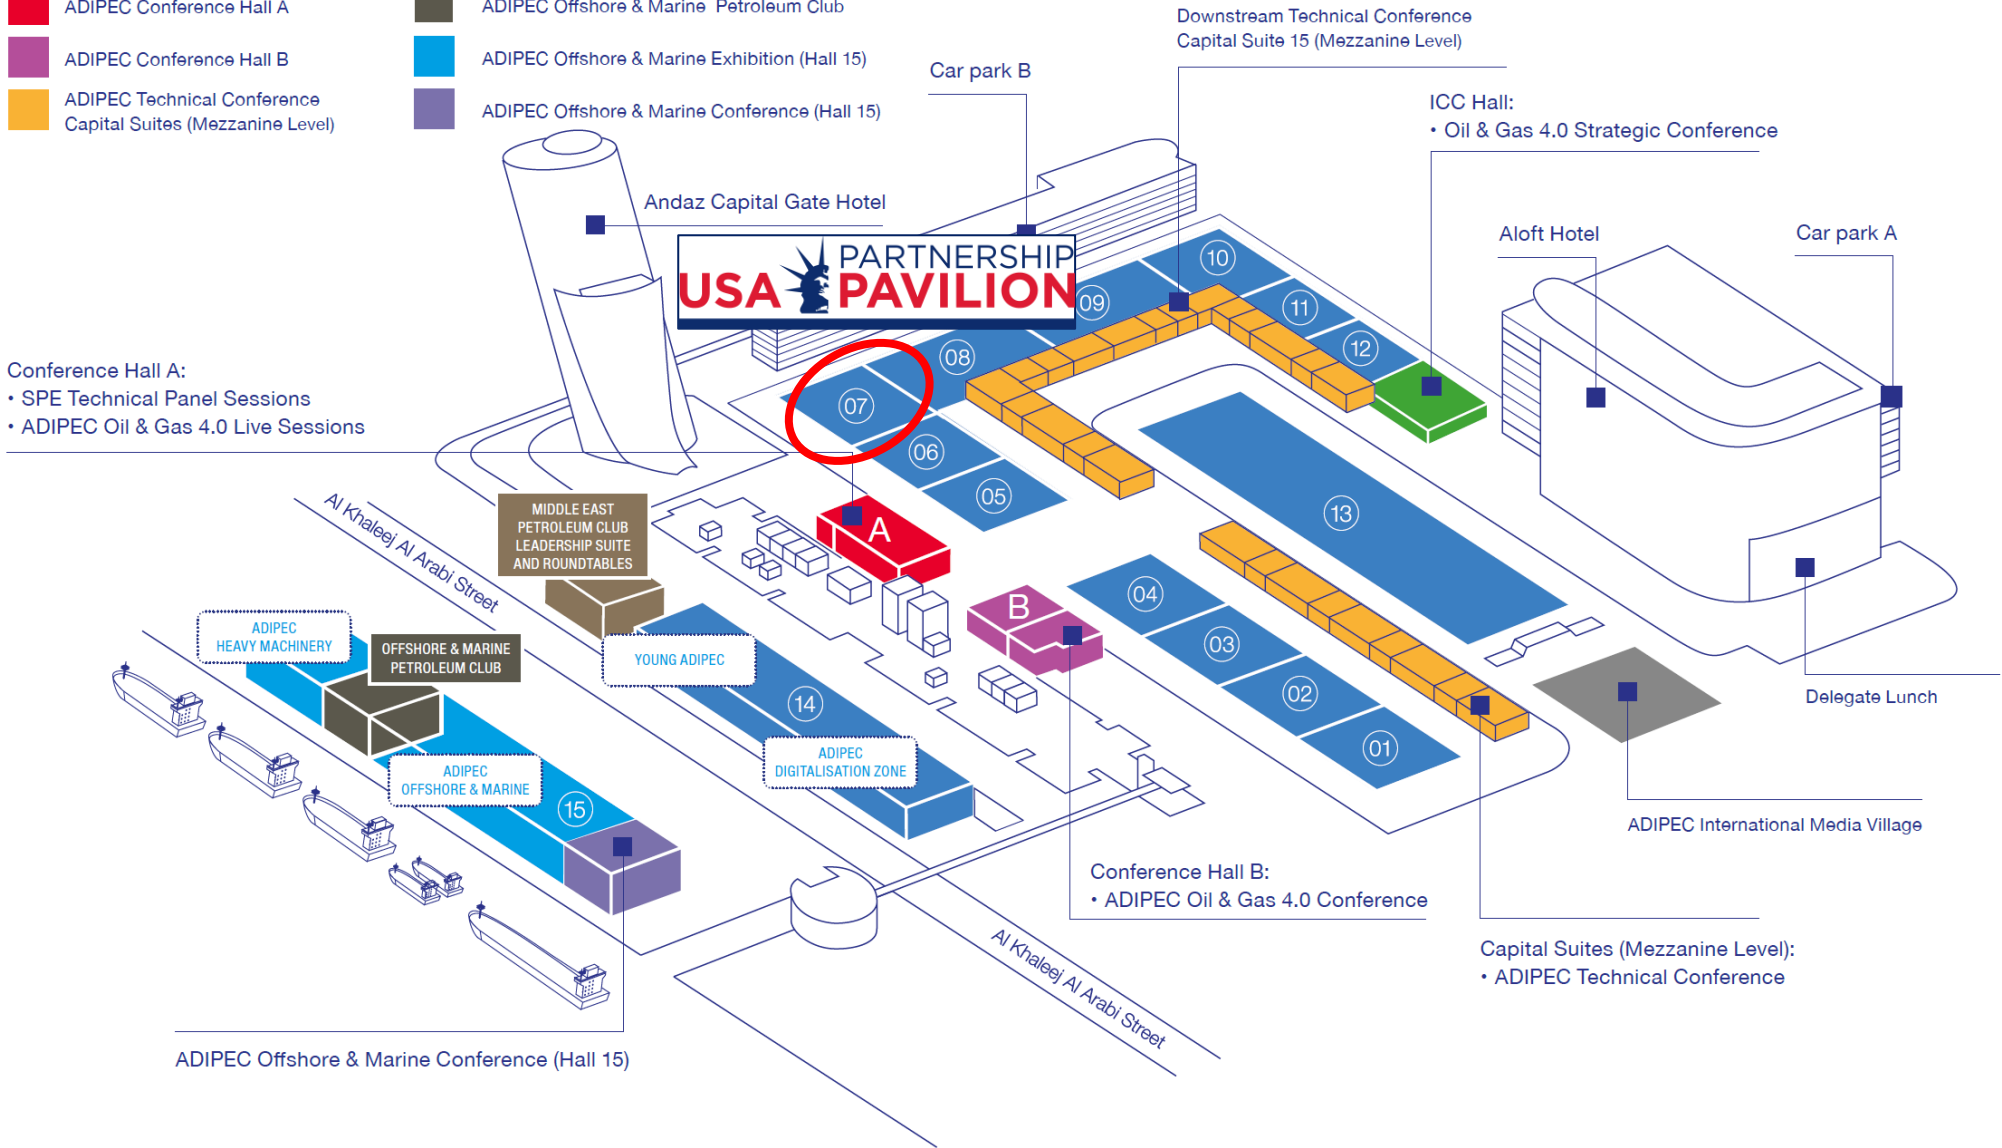 ADIPEC Conference Hall A
ADIPEC Offshore & Marine Petroleum Club
ADIPEC Conference Hall B
ADIPEC Offshore & Marine Exhibition (Hall 15)
ADIPEC Technical Conference
Capital Suites (Mezzanine Level)
ADIPEC Offshore & Marine Conference (Hall 15)
Downstream Technical Conference
Capital Suite 15 (Mezzanine Level)
Car park B
ICC Hall:
• Oil & Gas 4.0 Strategic Conference
Andaz Capital Gate Hotel
Aloft Hotel
Car park A
USA PARTNERSHIP
PAVILION
10
09
11
12
08
07
06
05
13
Conference Hall A:
• SPE Technical Panel Sessions
• ADIPEC Oil & Gas 4.0 Live Sessions
Al Khaleej Al Arabi Street
MIDDLE EAST
PETROLEUM CLUB
LEADERSHIP SUITE
AND ROUNDTABLES
A
B
04
03
02
01
ADIPEC
HEAVY MACHINERY
OFFSHORE & MARINE
PETROLEUM CLUB
YOUNG ADIPEC
14
ADIPEC
DIGITALISATION ZONE
ADIPEC
OFFSHORE & MARINE
15
Delegate Lunch
ADIPEC International Media Village
Conference Hall B:
• ADIPEC Oil & Gas 4.0 Conference
Al Khaleej Al Arabi Street
Capital Suites (Mezzanine Level):
• ADIPEC Technical Conference
ADIPEC Offshore & Marine Conference (Hall 15)